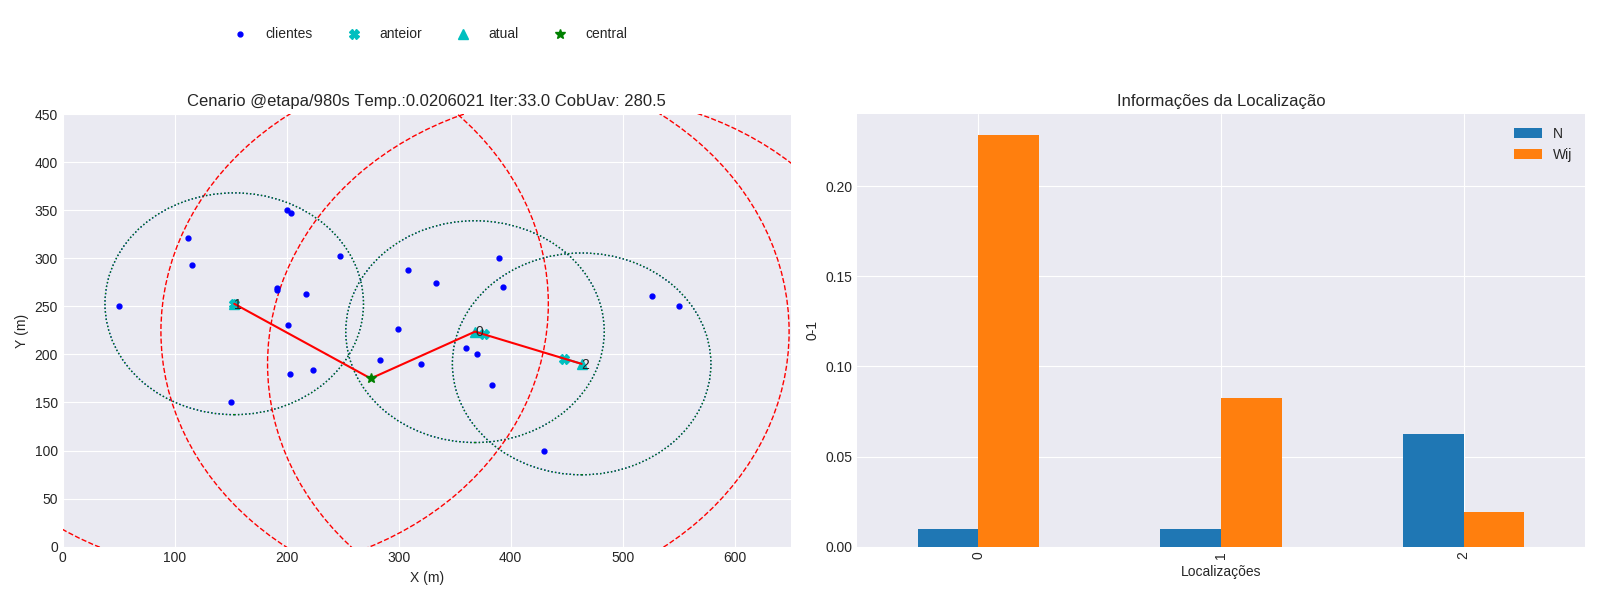 clientes anteior atual central
Cenario @etapa/980s Temp.:0.0206021 Iter:33.0 CobUav: 280.5
450
400
350
300
250
200
150
100
50
0
Y (m)
1
0
2
0 100 200 300 400 500 600
X (m)
Informações da Localização
N
Wij
0.20
0.15
0.10
0.05
0.00
0-1
0 1 2
Localizações